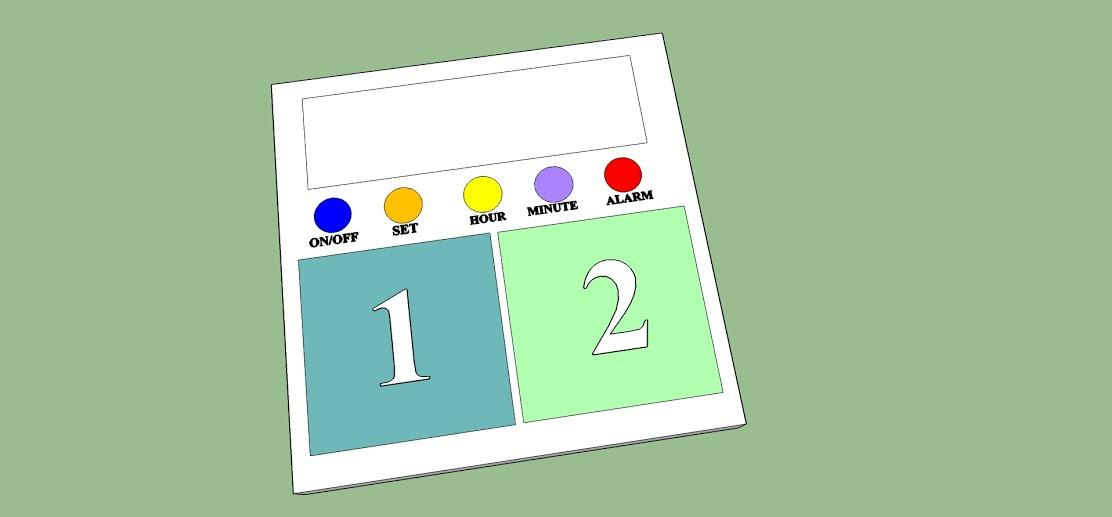 ON/OFF SET HOUR MINUTE ALARM
1 2